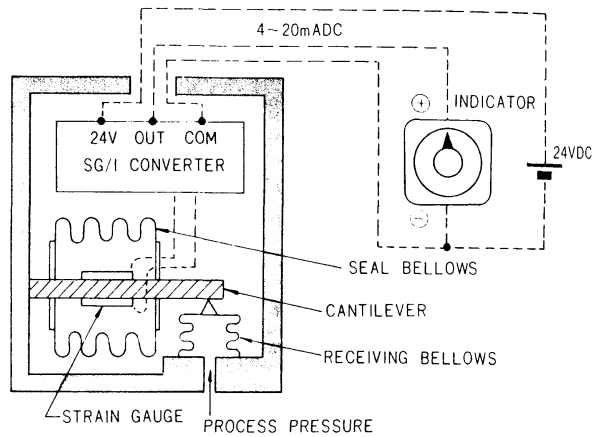 4~20mADC
⊕ INDICATOR
24V OUT COM
SG/I CONVERTER
24VDC
⊖
SEAL BELLOWS
CANTILEVER
RECEIVING BELLOWS
STRAIN GAUGE
PROCESS PRESSURE